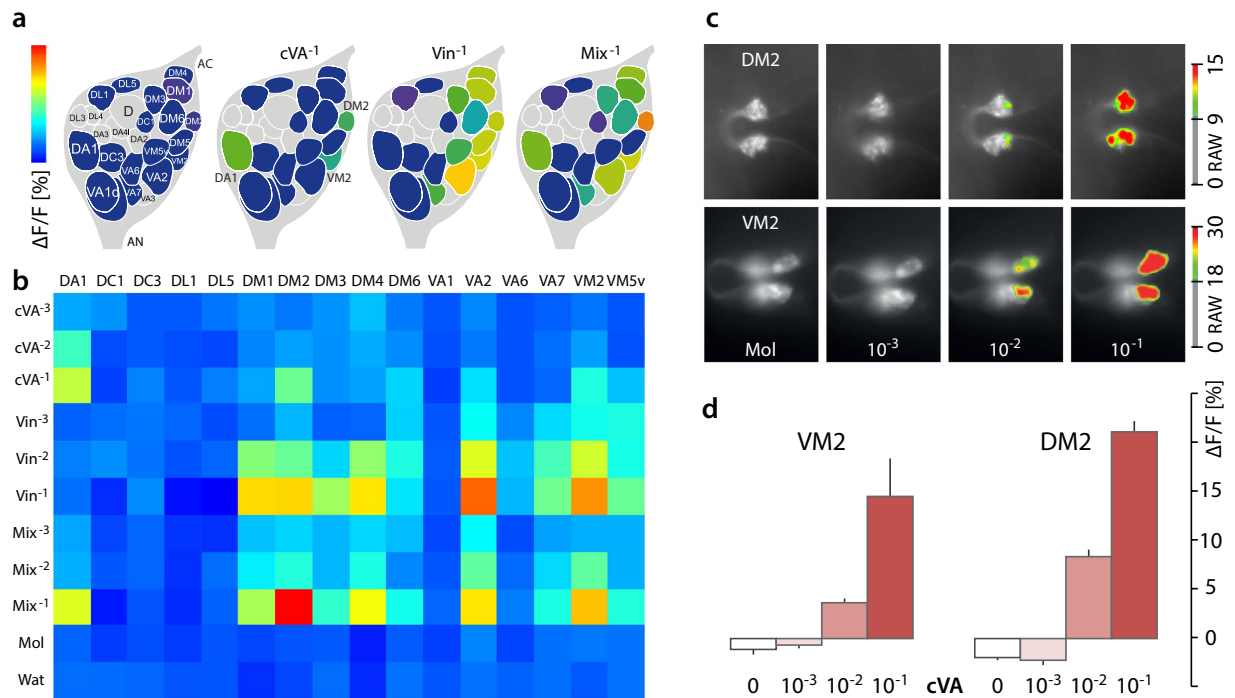 a
cVA-1
Vin-1
Mix-1
ΔF/F [%]
AC
DM4
DL5
DM1
DL1
DM3
D
DL3
DL4
DC1
DM6
DM2
DA3
DA4l
DA2
DM5
DA1
DC3
VM5v
VM2
VA6
VA2
VA1d
VA7
VA3
AN
DM2
DA1
VM2
b
DA1 DC1 DC3 DL1 DL5 DM1 DM2 DM3 DM4 DM6 VA1 VA2 VA6 VA7 VM2 VM5v
cVA-3
cVA-2
cVA-1
Vin-3
Vin-2
Vin-1
Mix-3
Mix-2
Mix-1
Mol
Wat
c
DM2
0 RAW 9 15
VM2
Mol 10-3 10-2 10-1
0 RAW 18 30
d
VM2 DM2
ΔF/F [%]
15
10
5
0
0 10-3 10-2 10-1 cVA 0 10-3 10-2 10-1